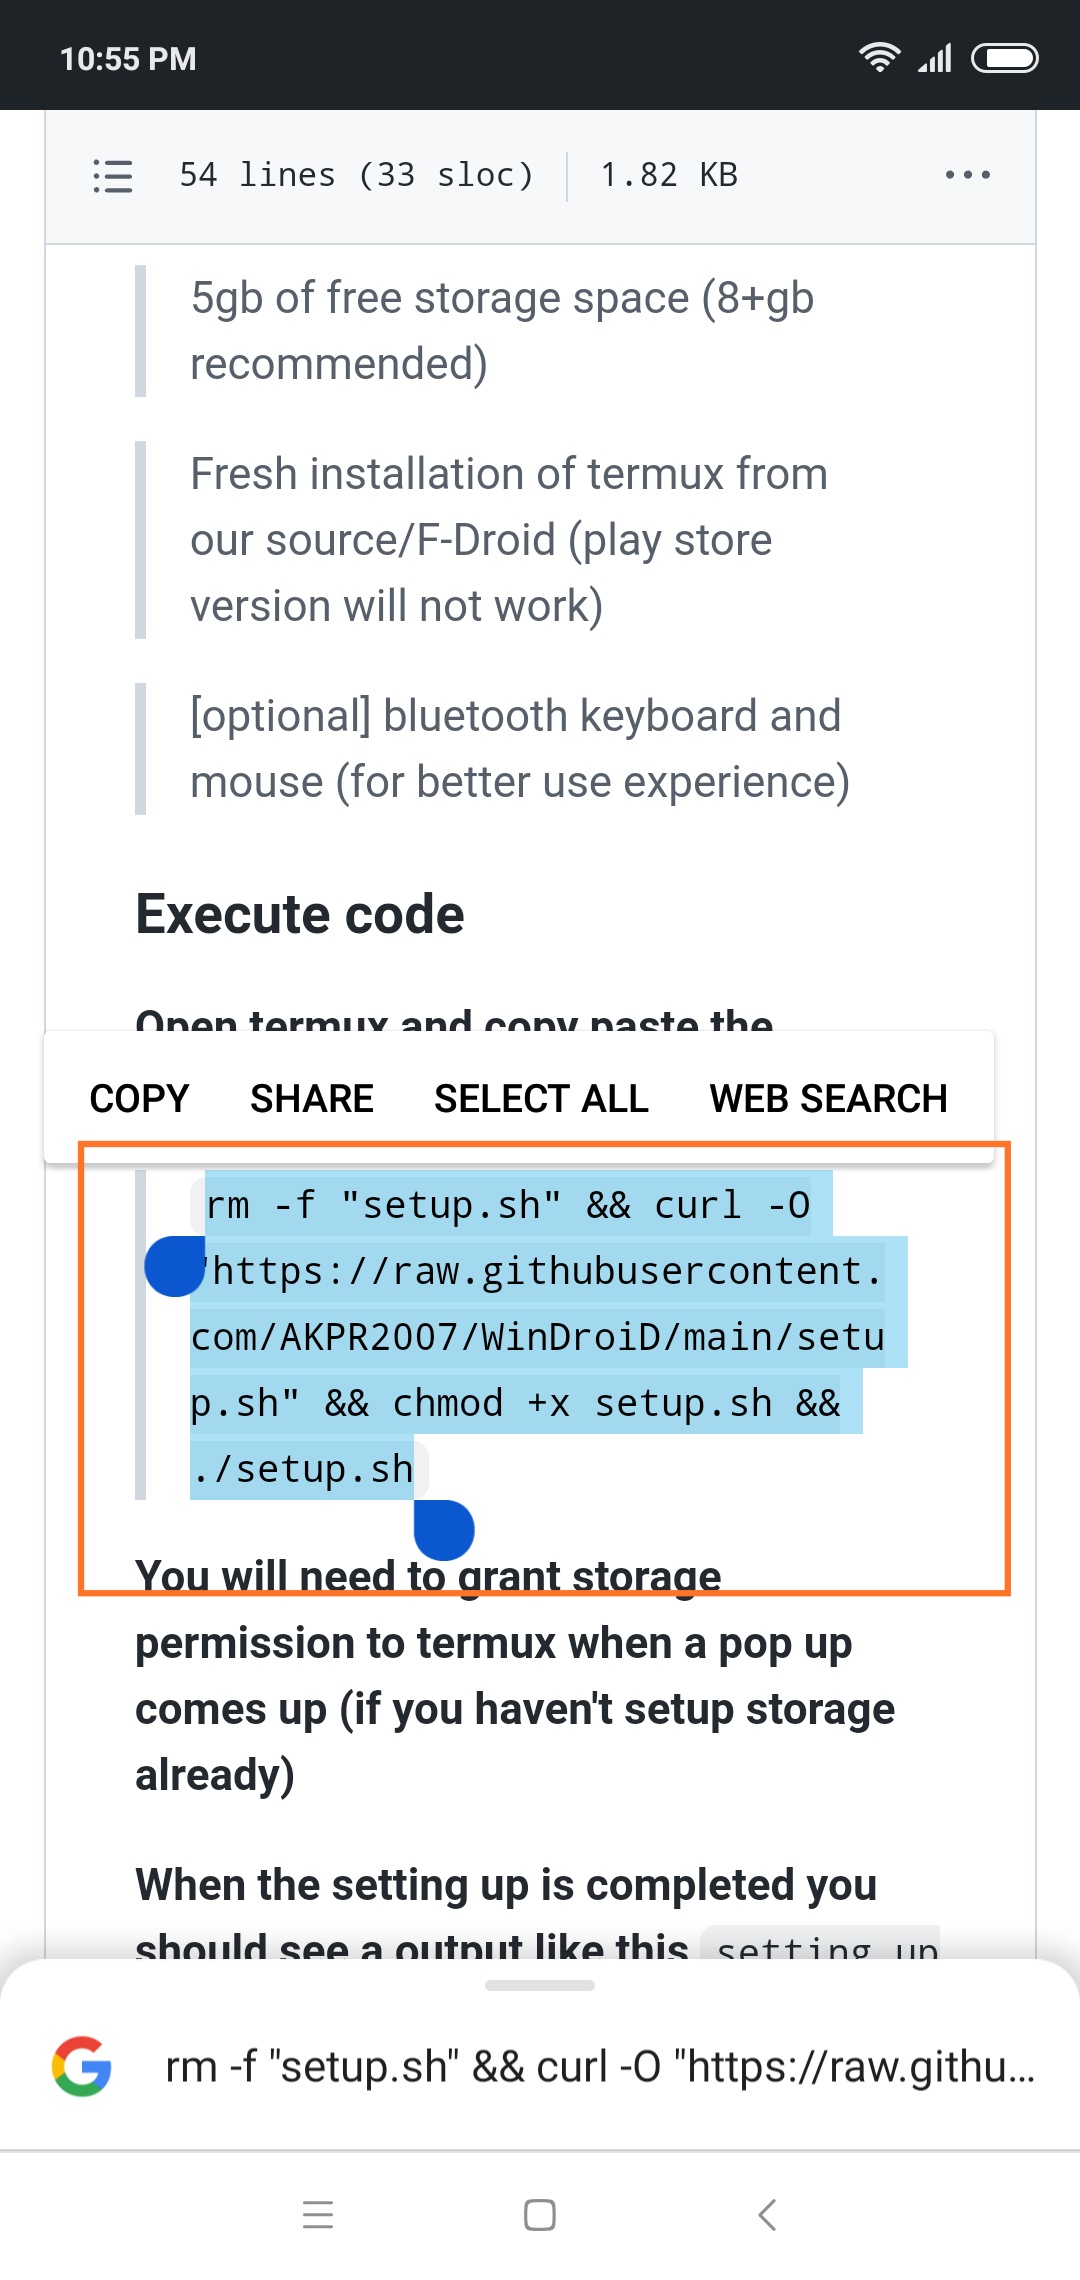 10:55 PM
54 lines (33 sloc) 1.82 KB
5gb of free storage space (8+gb
recommended)
Fresh installation of termux from
our source/F-Droid (play store
version will not work)
[optional] bluetooth keyboard and
mouse (for better use experience)
Execute code
Open termux and copy paste the
COPY SHARE SELECT ALL WEB SEARCH
rm -f "setup.sh" && curl -O
"https://raw.githubusercontent.
com/AKPR2007/WinDroiD/main/setu
p.sh" && chmod +x setup.sh &&
./setup.sh
You will need to grant storage
permission to termux when a pop up
comes up (if you haven't setup storage
already)
When the setting up is completed you
should see a output like this setting up
rm -f "setup.sh" && curl -O "https://raw.githu...